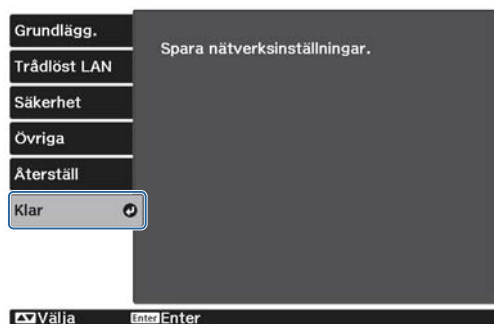 Grundlägg.
Trådlöst LAN
Säkerhet
Övriga
Återställ
Klar
Spara nätverksinställningar.
Välja Enter Enter